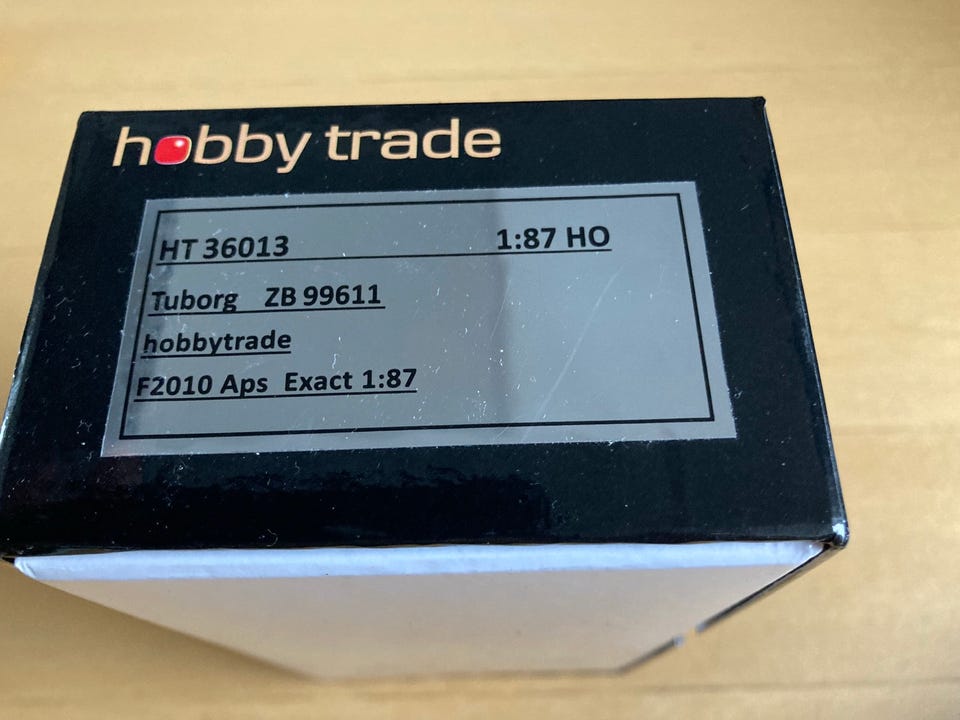 hobby trade
HT 36013 1:87 HO
Tuborg ZB 99611
hobbytrade
F2010 Aps Exact 1:87